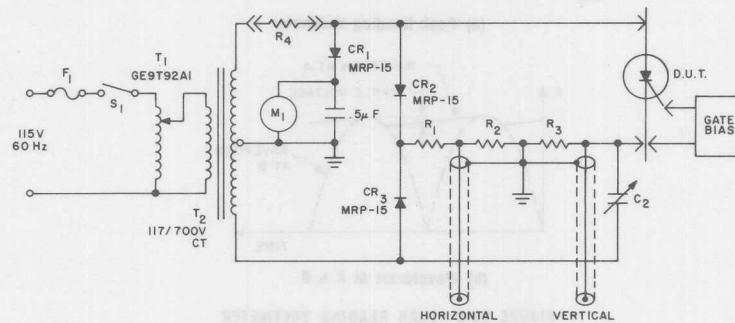 F1
S1
115V
60 Hz
T1
GE9T92A1
T2
117/700V
CT
R4
M1
CR1
MRP-15
5μF
CR2
MRP-15
CR3
MRP-15
R1
R2
R3
D.U.T.
GATE
BIAS
C2
HORIZONTAL
VERTICAL